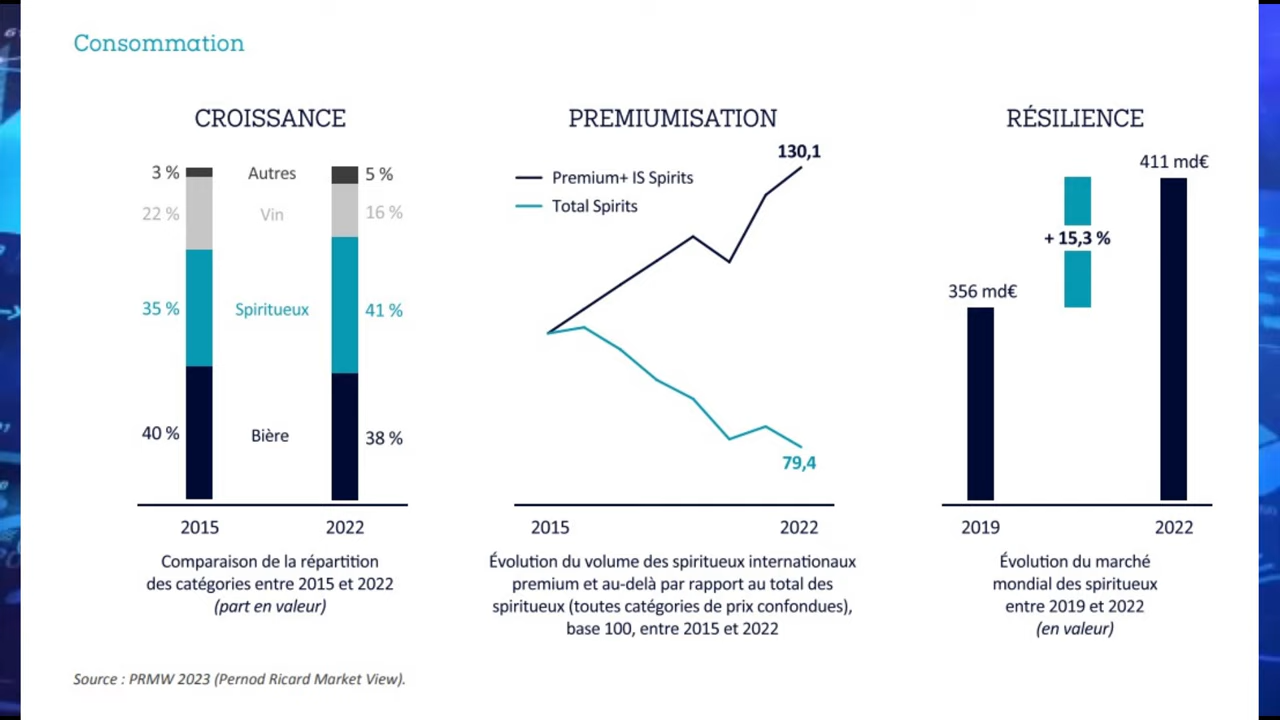 Consommation
CROISSANCE
3 %
Autres
5 %
22 %
Vin
16 %
35 %
Spiritueux
41 %
40 %
Bière
38 %
2015
2022
Comparaison de la répartition
des catégories entre 2015 et 2022
(part en valeur)
PREMIUMISATION
130,1
Premium+ IS Spirits
Total Spirits
79,4
2015
2022
Évolution du volume des spiritueux internationaux
premium et au-delà par rapport au total des
spiritueux (toutes catégories de prix confondues),
base 100, entre 2015 et 2022
RÉSILIENCE
411 md€
+ 15,3 %
356 md€
2019
2022
Évolution du marché
mondial des spiritueux
entre 2019 et 2022
(en valeur)
Source : PRMW 2023 (Pernod Ricard Market View).